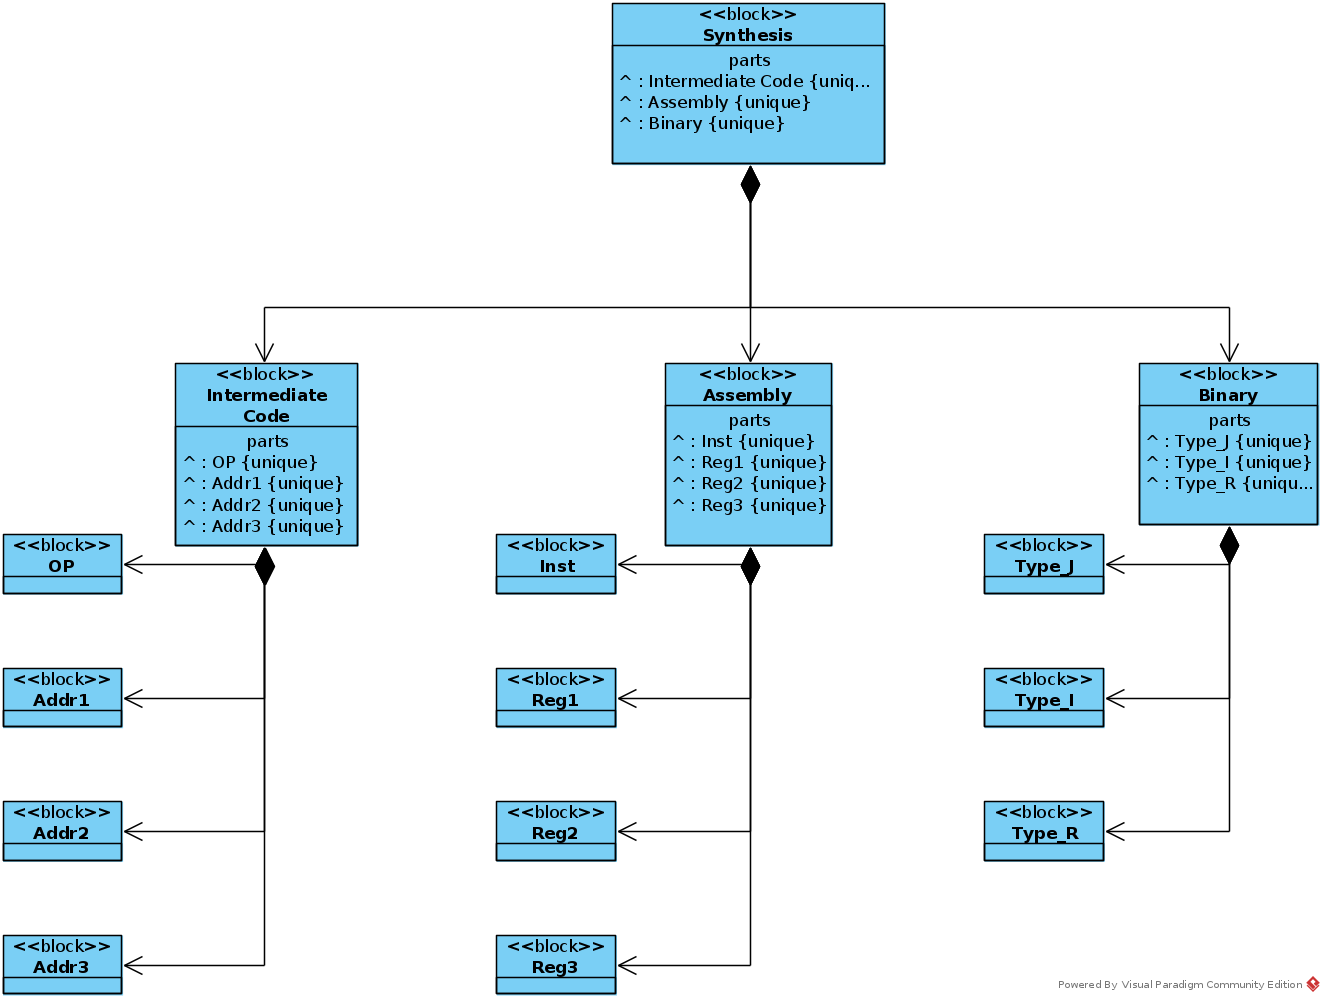 <<block>>
Synthesis
parts
^ : Intermediate Code {uniq...
^ : Assembly {unique}
^ : Binary {unique}
<<block>>
Intermediate
Code
parts
^ : OP {unique}
^ : Addr1 {unique}
^ : Addr2 {unique}
^ : Addr3 {unique}
<<block>>
Assembly
parts
^ : Inst {unique}
^ : Reg1 {unique}
^ : Reg2 {unique}
^ : Reg3 {unique}
<<block>>
Binary
parts
^ : Type_J {unique}
^ : Type_I {unique}
^ : Type_R {uniqu...
<<block>>
OP
<<block>>
Addr1
<<block>>
Addr2
<<block>>
Addr3
<<block>>
Inst
<<block>>
Reg1
<<block>>
Reg2
<<block>>
Reg3
<<block>>
Type_J
<<block>>
Type_I
<<block>>
Type_R
Powered By Visual Paradigm Community Edition